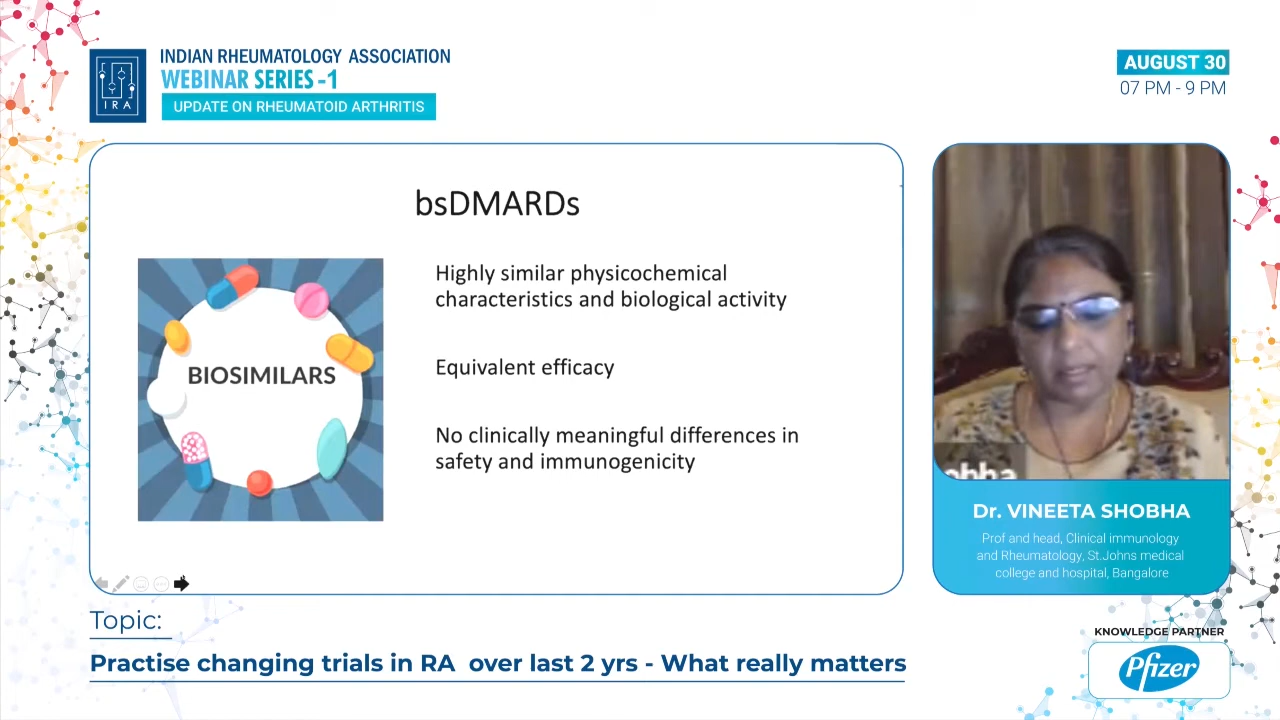 INDIAN RHEUMATOLOGY ASSOCIATION
WEBINAR SERIES -1
UPDATE ON RHEUMATOID ARTHRITIS
IRA
AUGUST 30
07 PM - 9 PM
bsDMARDs
BIOSIMILARS
Highly similar physicochemical
characteristics and biological activity
Equivalent efficacy
No clinically meaningful differences in
safety and immunogenicity
Dr. VINEETA SHOBHA
Prof and head, Clinical immunology
and Rheumatology, St.Johns medical
college and hospital, Bangalore
Topic:
Practise changing trials in RA over last 2 yrs - What really matters
KNOWLEDGE PARTNER
Pfizer